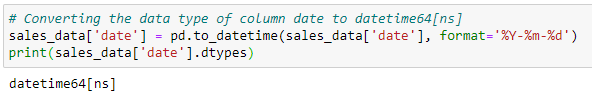 # Converting the data type of column date to datetime64[ns]
sales_data['date'] = pd.to_datetime(sales_data['date'], format='%Y-%m-%d')
print(sales_data['date'].dtypes)
datetime64[ns]